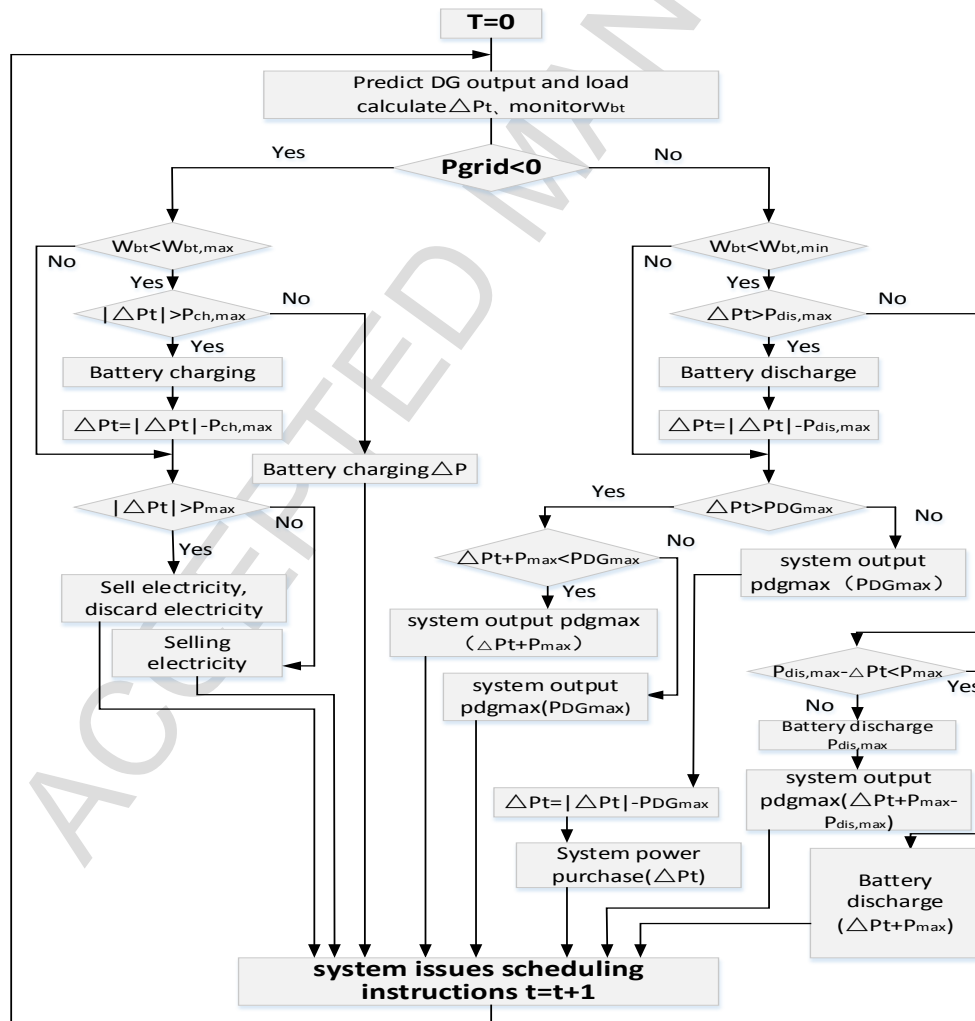 T=0
Predict DG output and load
calculate△Pt、monitorWbt
Yes
Pgrid<0
No
Wbt<Wbt,max
No
Yes
|△Pt|>Pch,max
No
Yes
Battery charging
△Pt=|△Pt|-Pch,max
Battery charging△P
|△Pt|>Pmax
No
Yes
Sell electricity,
discard electricity
Selling
electricity
Wbt<Wbt,min
No
Yes
△Pt>Pdis,max
No
Yes
Battery discharge
△Pt=|△Pt|-Pdis,max
△Pt>PDGmax
Yes
No
△Pt+Pmax<PDGmax
No
Yes
system output pdgmax
(△Pt+Pmax)
system output
pdgmax(PDGmax)
system output
pdgmax（PDGmax）
△Pt=|△Pt|-PDGmax
System power
purchase(△Pt)
Pdis,max-△Pt<Pmax
Yes
No
Battery discharge
Pdis,max
system output
pdgmax(△Pt+Pmax-
Pdis,max)
Battery
discharge
(△Pt+Pmax)
system issues scheduling
instructions t=t+1
ACCEPTED MAN